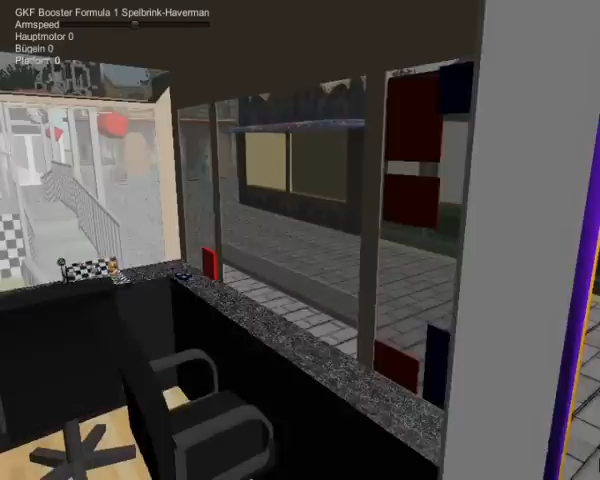 GKF Booster Formula 1 Spelbrink-Haverman
Armspeed
Hauptmotor 0
Bügeln 0
Platform 0